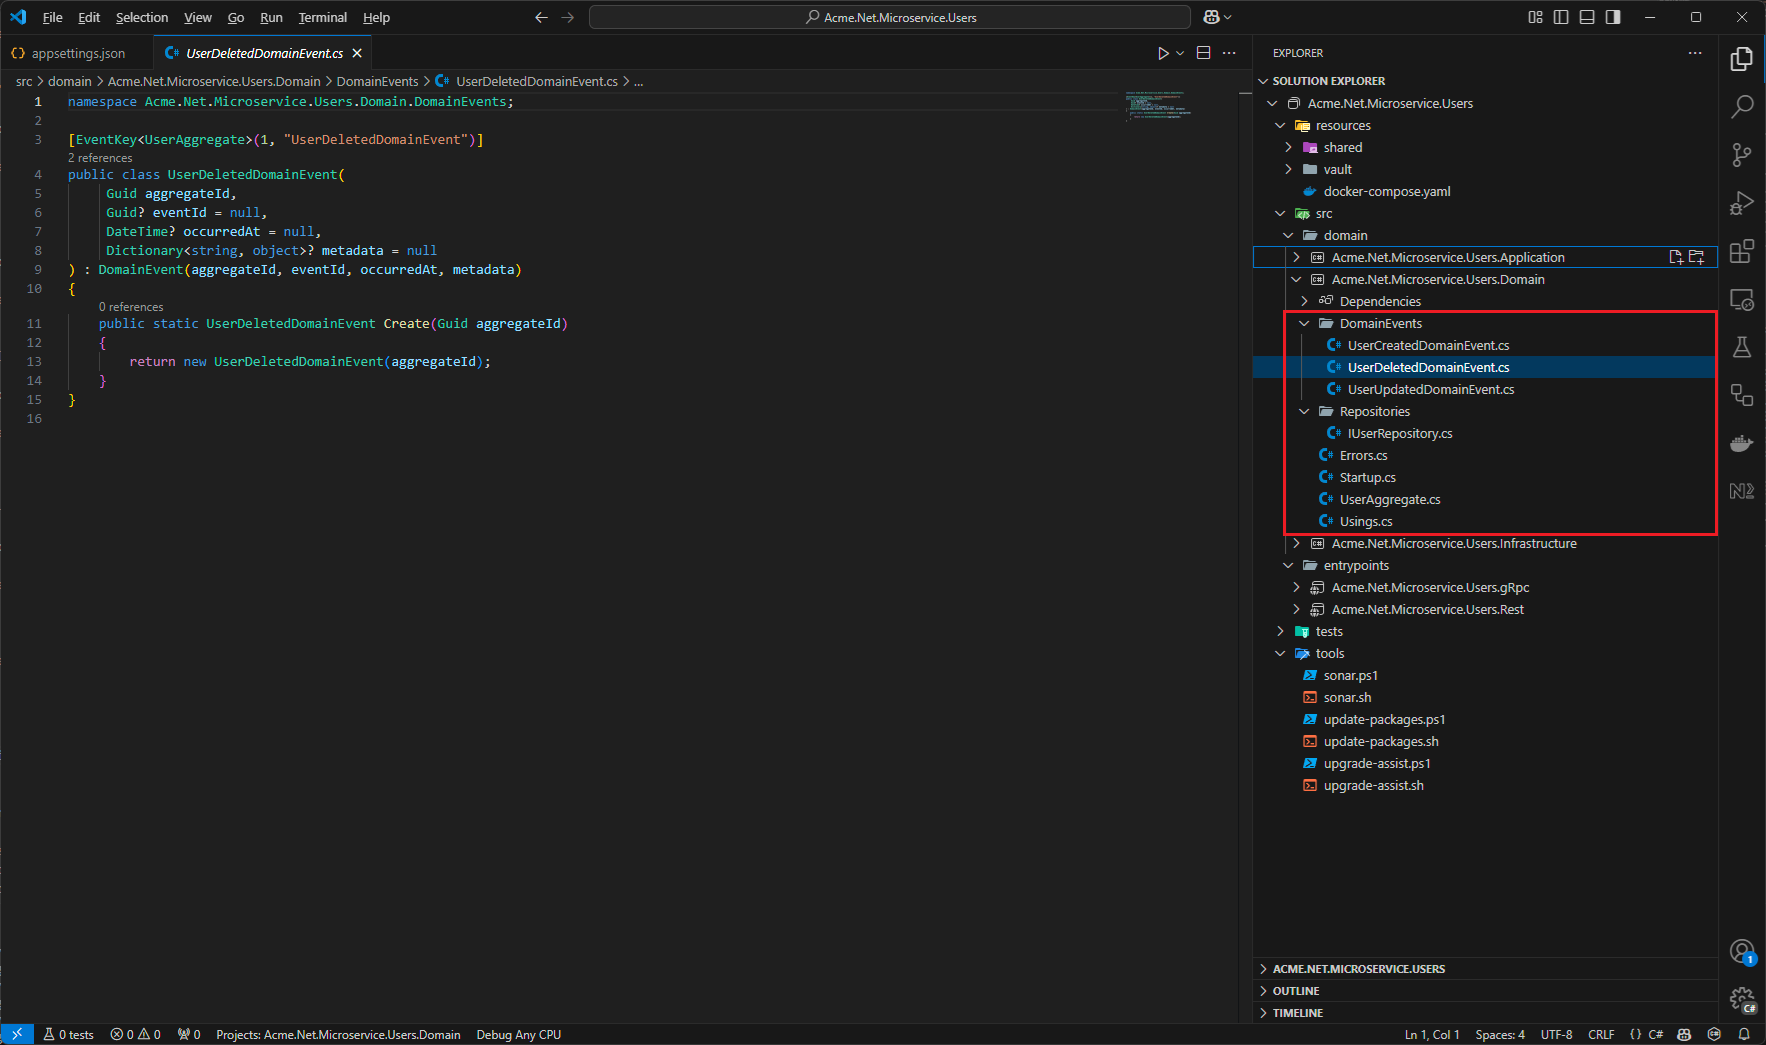 File Edit Selection View Go Run Terminal Help
Acme.Net.Microservice.Users
appsettings.json
UserDeletedDomainEvent.cs
src > domain > Acme.Net.Microservice.Users.Domain > DomainEvents > UserDeletedDomainEvent.cs > ...
1 namespace Acme.Net.Microservice.Users.Domain.DomainEvents;
2
3 [EventKey<UserAggregate>(1, "UserDeletedDomainEvent")]
2 references
4 public class UserDeletedDomainEvent(
5 Guid aggregateId,
6 Guid? eventId = null,
7 DateTime? occurredAt = null,
8 Dictionary<string, object>? metadata = null
9 ) : DomainEvent(aggregateId, eventId, occurredAt, metadata)
10 {
0 references
11 public static UserDeletedDomainEvent Create(Guid aggregateId)
12 {
13 return new UserDeletedDomainEvent(aggregateId);
14 }
15 }
16
EXPLORER
SOLUTION EXPLORER
Acme.Net.Microservice.Users
resources
shared
vault
docker-compose.yaml
src
domain
Acme.Net.Microservice.Users.Application
Acme.Net.Microservice.Users.Domain
Dependencies
DomainEvents
UserCreatedDomainEvent.cs
UserDeletedDomainEvent.cs
UserUpdatedDomainEvent.cs
Repositories
IUserRepository.cs
Errors.cs
Startup.cs
UserAggregate.cs
Usings.cs
Acme.Net.Microservice.Users.Infrastructure
entrypoints
Acme.Net.Microservice.Users.gRpc
Acme.Net.Microservice.Users.Rest
tests
tools
sonar.ps1
sonar.sh
update-packages.ps1
update-packages.sh
upgrade-assist.ps1
upgrade-assist.sh
ACME.NET.MICROSERVICE.USERS
OUTLINE
TIMELINE
1
C#
0 tests 0 0 0 Projects: Acme.Net.Microservice.Users.Domain Debug Any CPU
Ln 1, Col 1 Spaces: 4 UTF-8 CRLF {} C#